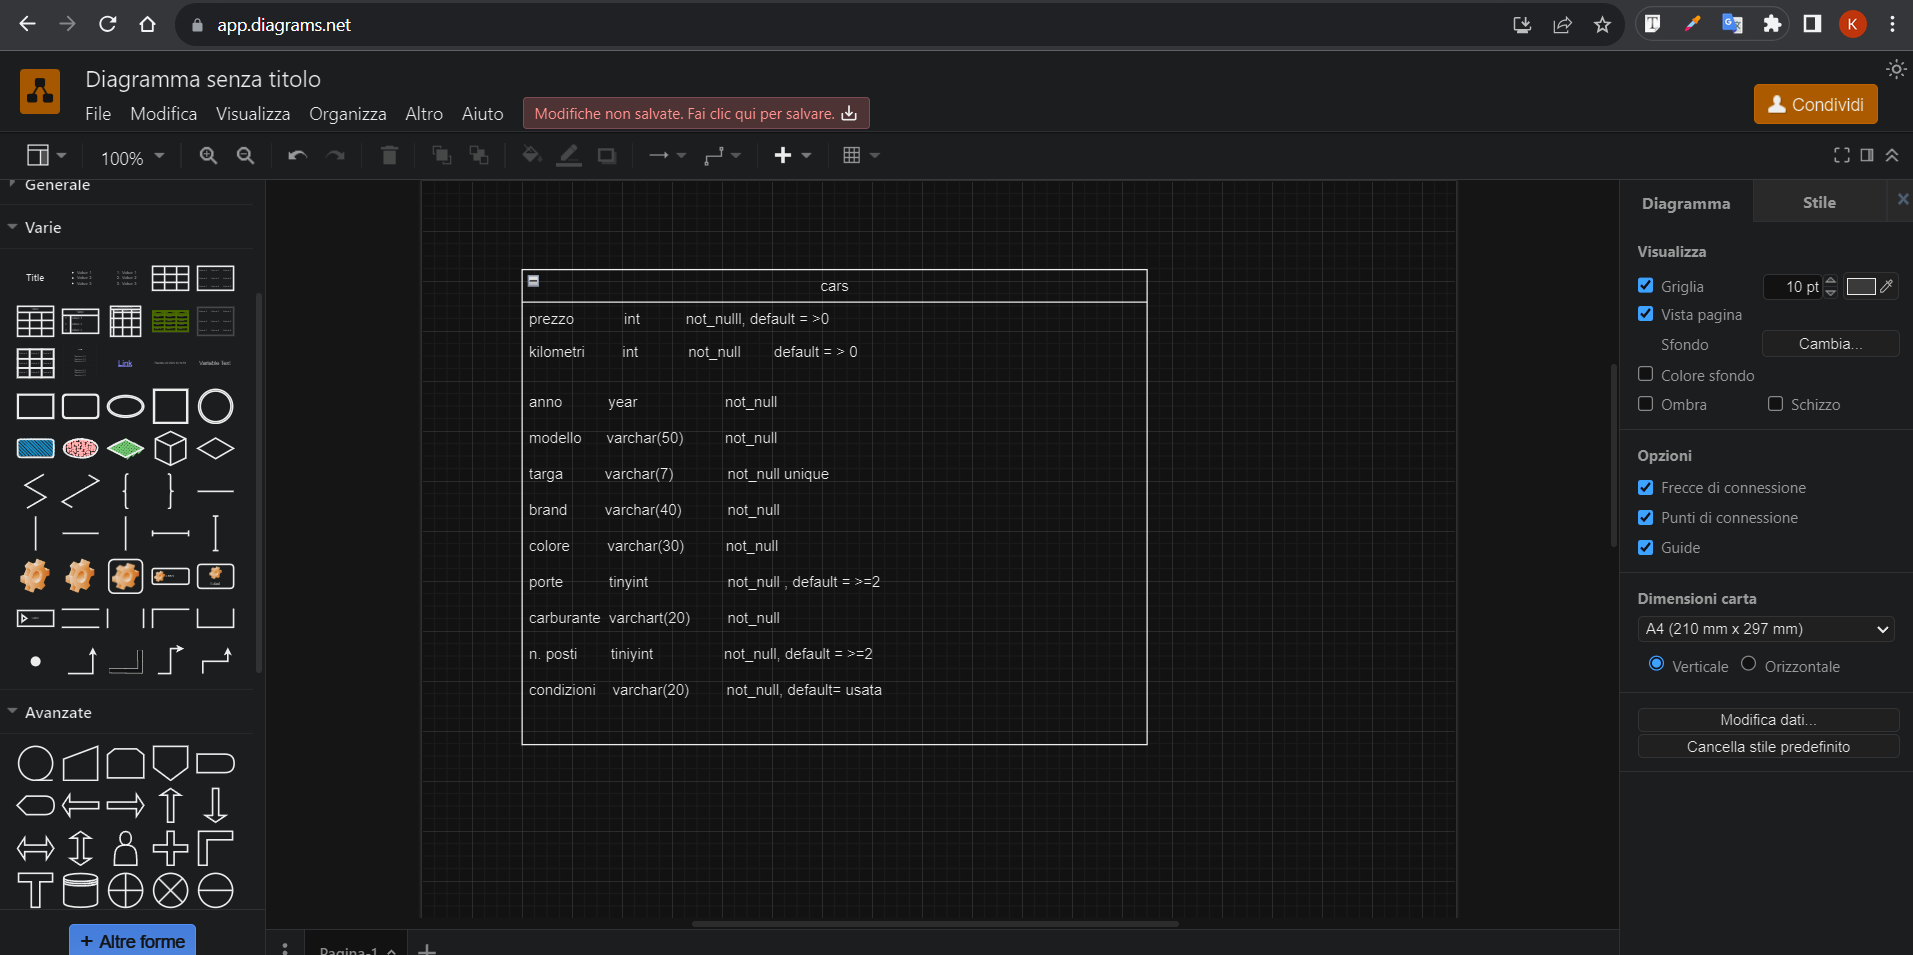 app.diagrams.net
K
Diagramma senza titolo
File Modifica Visualizza Organizza Altro Aiuto
Modifiche non salvate. Fai clic qui per salvare.
Condividi
100%
Generale
Varie
Title
Link
Variable Text
Avanzate
+ Altre forme
cars
prezzo int not_nulll, default = >0
kilometri int not_null default = > 0
anno year not_null
modello varchar(50) not_null
targa varchar(7) not_null unique
brand varchar(40) not_null
colore varchar(30) not_null
porte tinyint not_null , default = >=2
carburante varchart(20) not_null
n. posti tiniyint not_null, default = >=2
condizioni varchar(20) not_null, default= usata
Pagina-1
Diagramma Stile
Visualizza
Griglia 10 pt
Vista pagina
Sfondo Cambia...
Colore sfondo
Ombra Schizzo
Opzioni
Frecce di connessione
Punti di connessione
Guide
Dimensioni carta
A4 (210 mm x 297 mm)
Verticale Orizzontale
Modifica dati...
Cancella stile predefinito